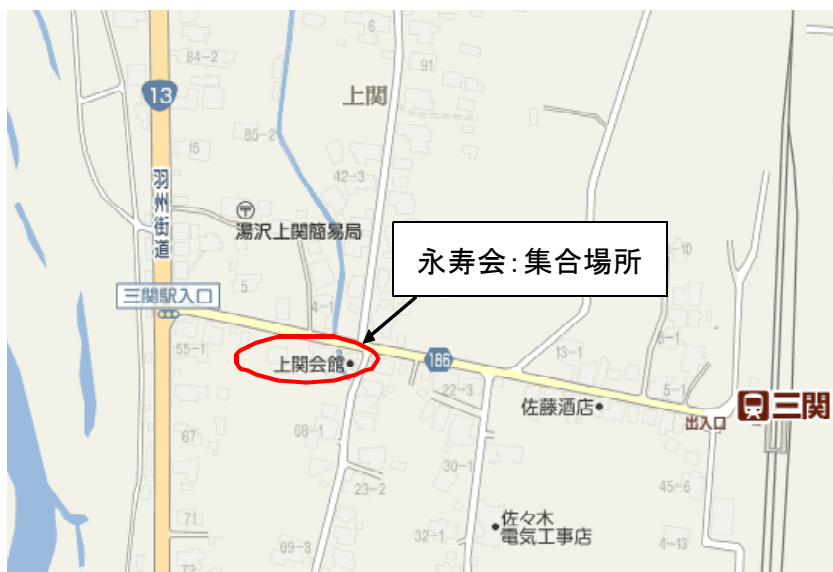 6
84-2
91
13
上関
85-2
15
42-3
羽州街道
〒
湯沢上関簡易局
永寿会:集合場所
10
5
三関駅入口
4-1
6-1
55-1
上関会館
186
13-1
22-3
5-1
佐藤酒店
三関
出入口
67
68-1
30-1
23-2
45-6
71
佐々木
電気工事店
32-1
69-3
4-13
72